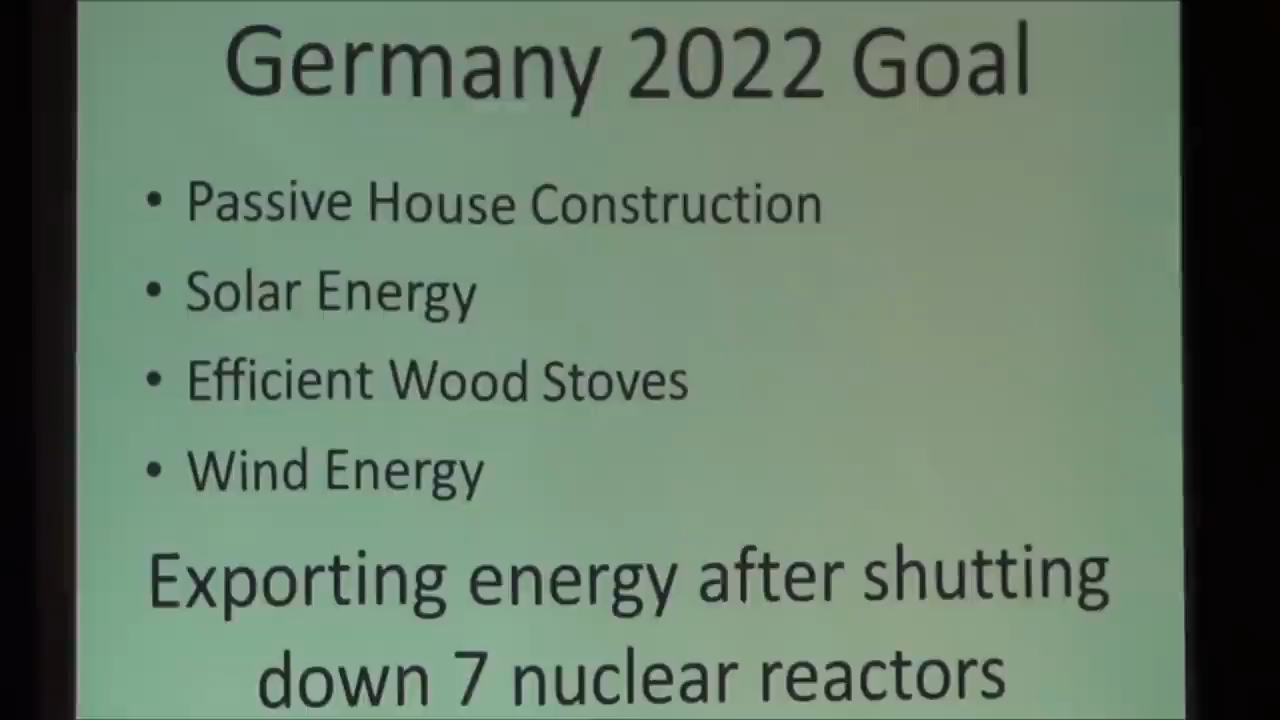 Germany 2022 Goal
• Passive House Construction
• Solar Energy
• Efficient Wood Stoves
• Wind Energy
Exporting energy after shutting
down 7 nuclear reactors